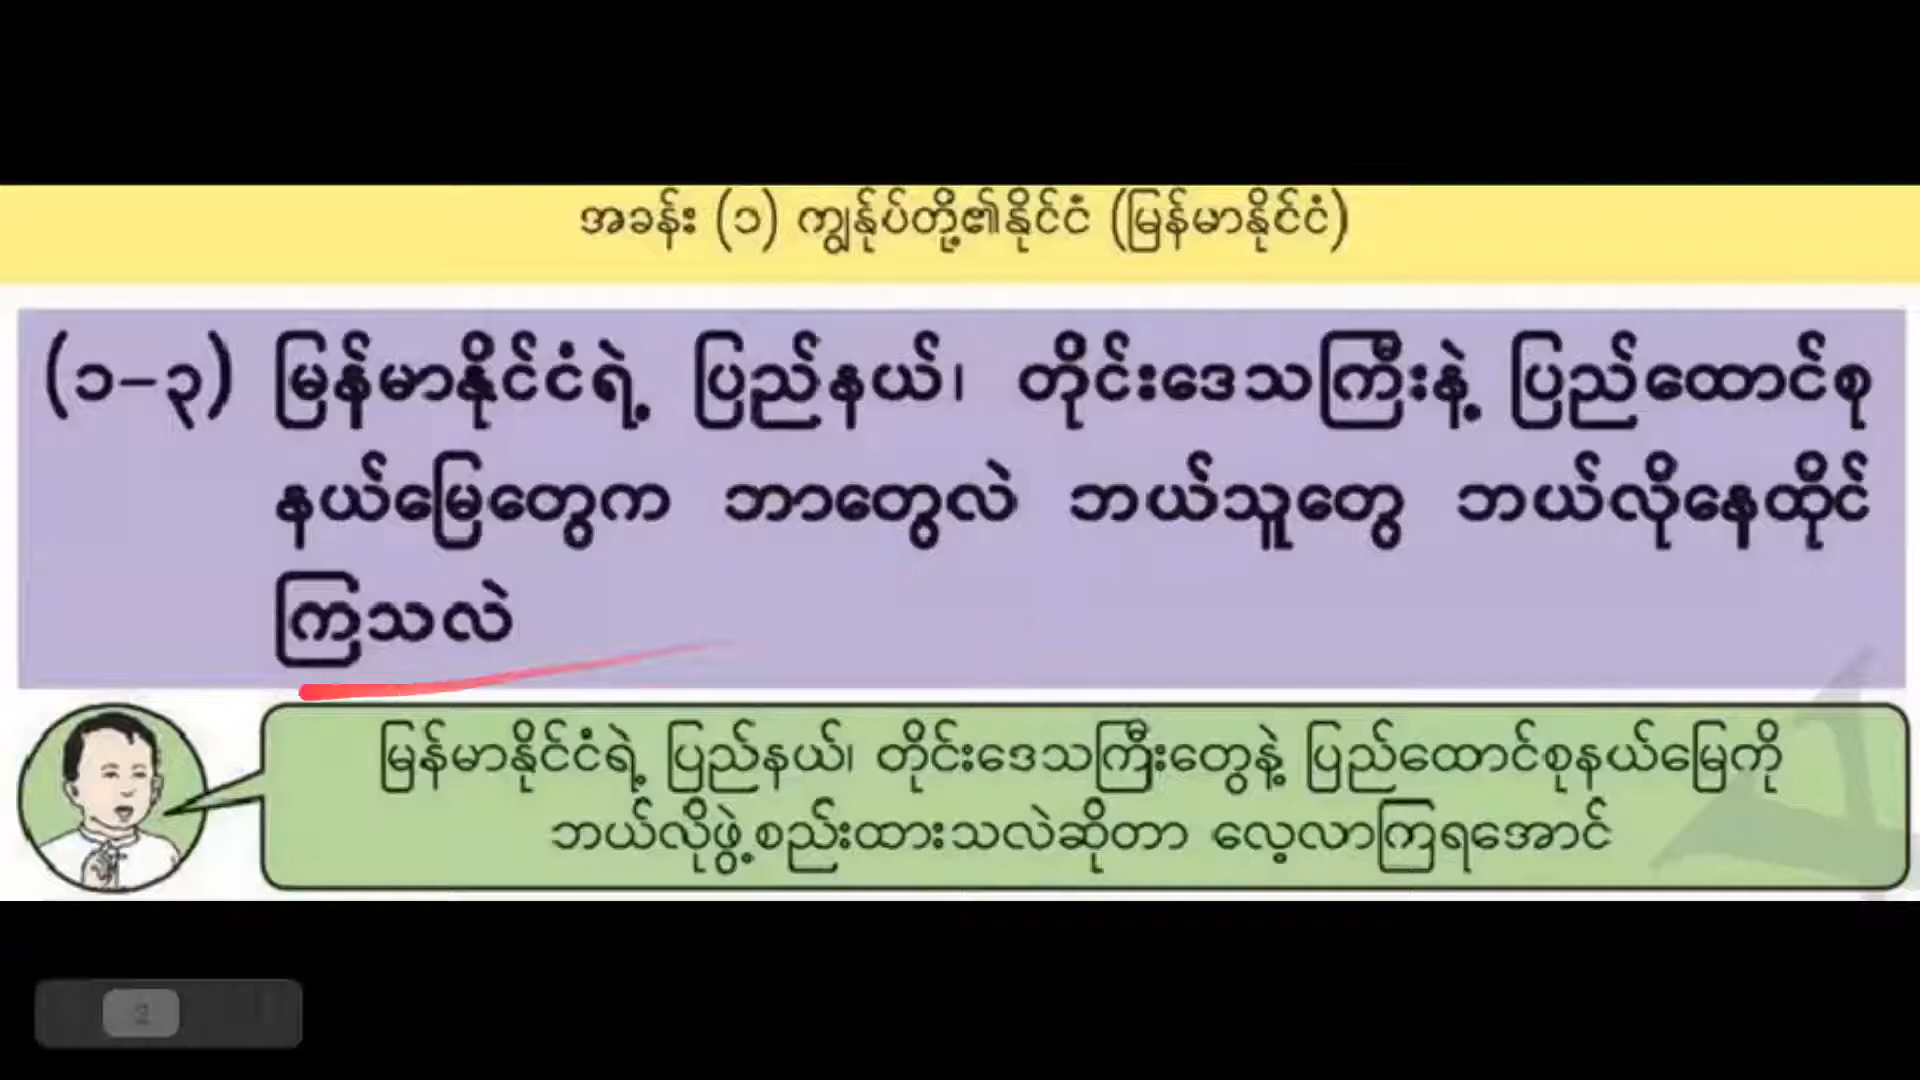 အခန်း (၁) ကျွန်ုပ်တို့၏နိုင်ငံ (မြန်မာနိုင်ငံ)
(၁–၃) မြန်မာနိုင်ငံရဲ့ ပြည်နယ်၊ တိုင်းဒေသကြီးနဲ့ ပြည်ထောင်စု
နယ်မြေတွေက ဘာတွေလဲ ဘယ်သူတွေ ဘယ်လိုနေထိုင်
ကြသလဲ
မြန်မာနိုင်ငံရဲ့ ပြည်နယ်၊ တိုင်းဒေသကြီးတွေနဲ့ ပြည်ထောင်စုနယ်မြေကို
ဘယ်လိုဖွဲ့စည်းထားသလဲဆိုတာ လေ့လာကြရအောင်
2